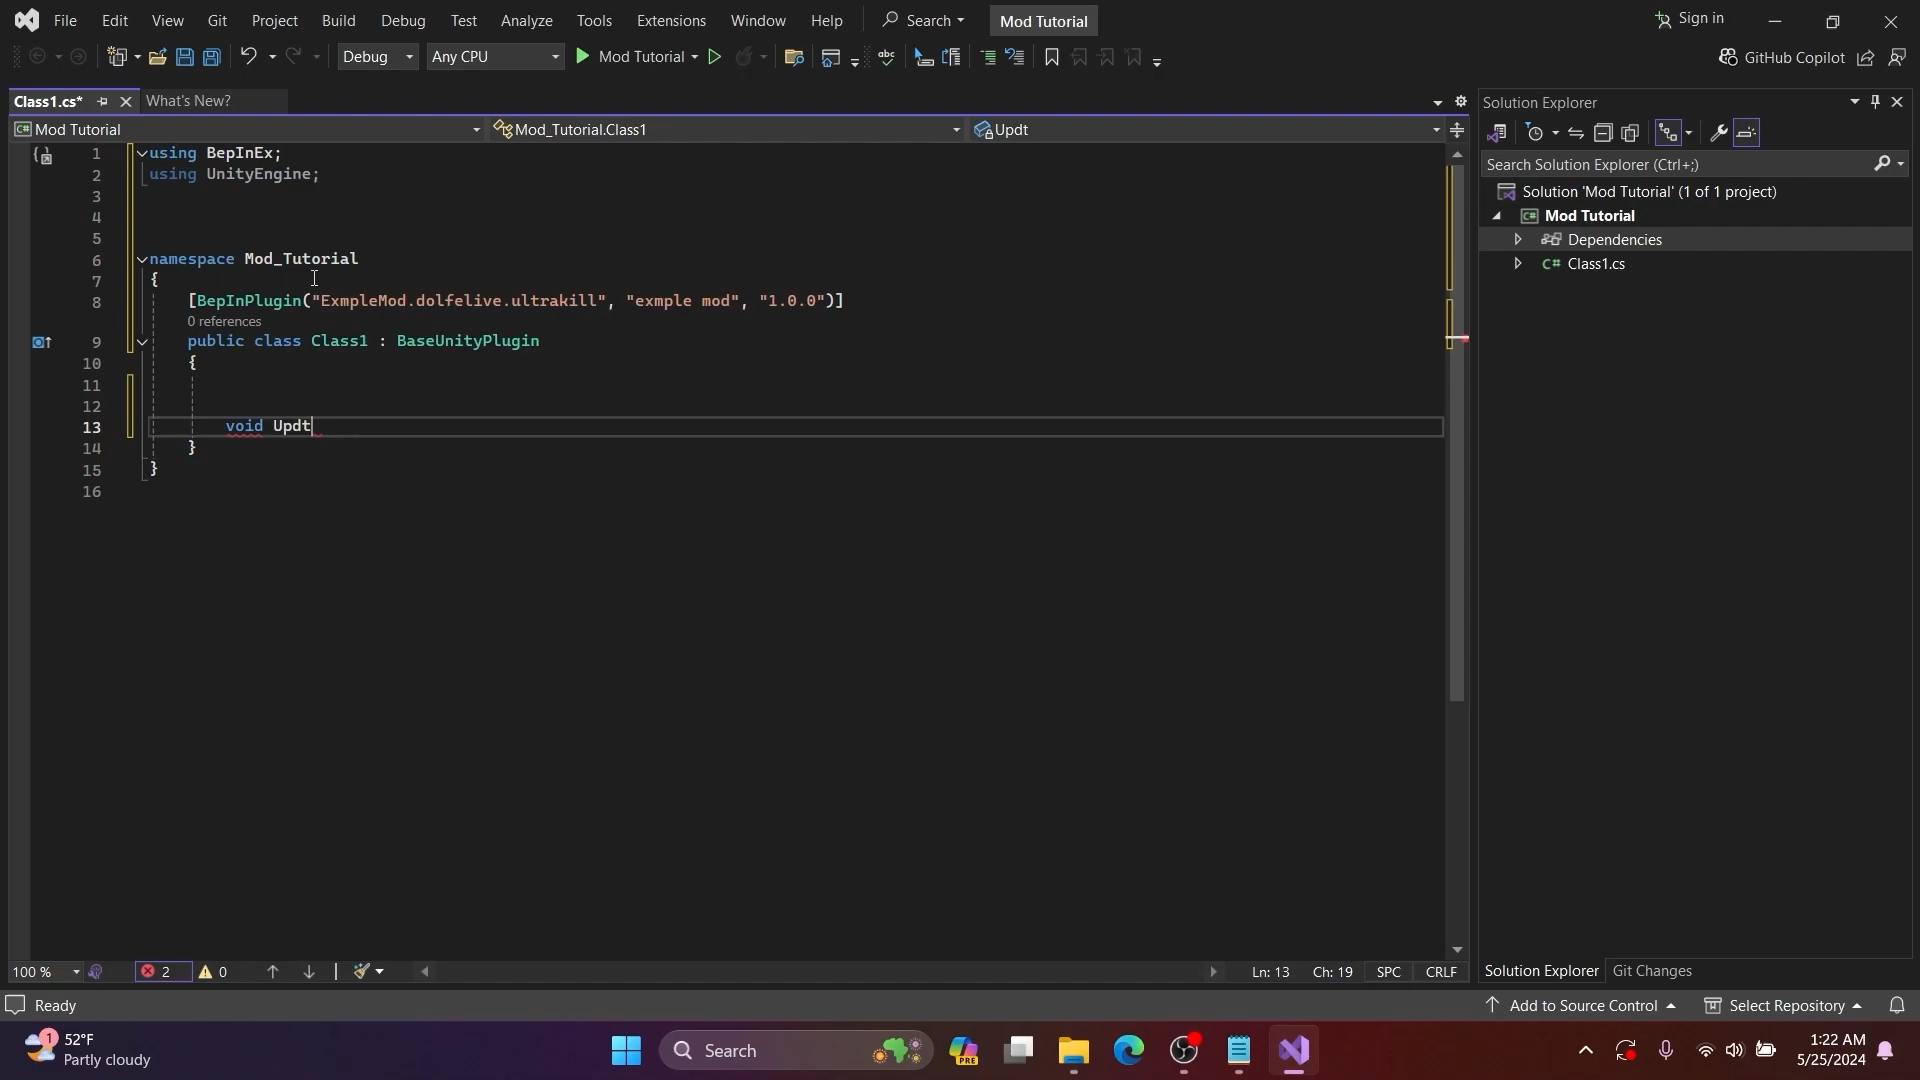 File Edit View Git Project Build Debug Test Analyze Tools Extensions Window Help Search Mod Tutorial Sign in
Debug Any CPU Mod Tutorial GitHub Copilot
Class1.cs* What's New?
Mod Tutorial Mod_Tutorial.Class1 Updt
1 using BepInEx;
2 using UnityEngine;
3
4
5
6 namespace Mod_Tutorial
7 {
8 [BepInPlugin("ExmpleMod.dolfelive.ultrakill", "exmple mod", "1.0.0")]
0 references
9 public class Class1 : BaseUnityPlugin
10 {
11
12
13 void Updt
14 }
15 }
16
100 % 2 0 Ln: 13 Ch: 19 SPC CRLF
Solution Explorer
Search Solution Explorer (Ctrl+;)
Solution 'Mod Tutorial' (1 of 1 project)
Mod Tutorial
Dependencies
C# Class1.cs
Solution Explorer Git Changes
Ready Add to Source Control Select Repository
1 52°F
Partly cloudy
Search
PRE
1:22 AM
5/25/2024